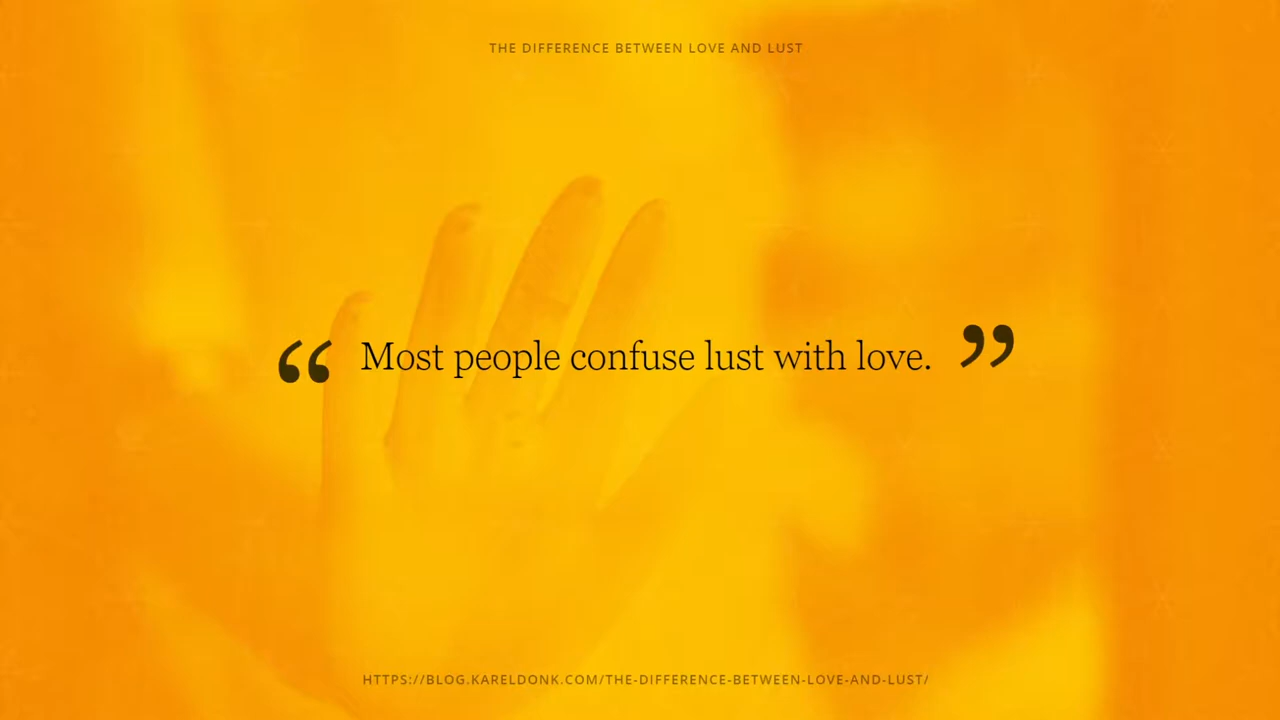 THE DIFFERENCE BETWEEN LOVE AND LUST
“ Most people confuse lust with love. ”
HTTPS://BLOG.KARELDONK.COM/THE-DIFFERENCE-BETWEEN-LOVE-AND-LUST/